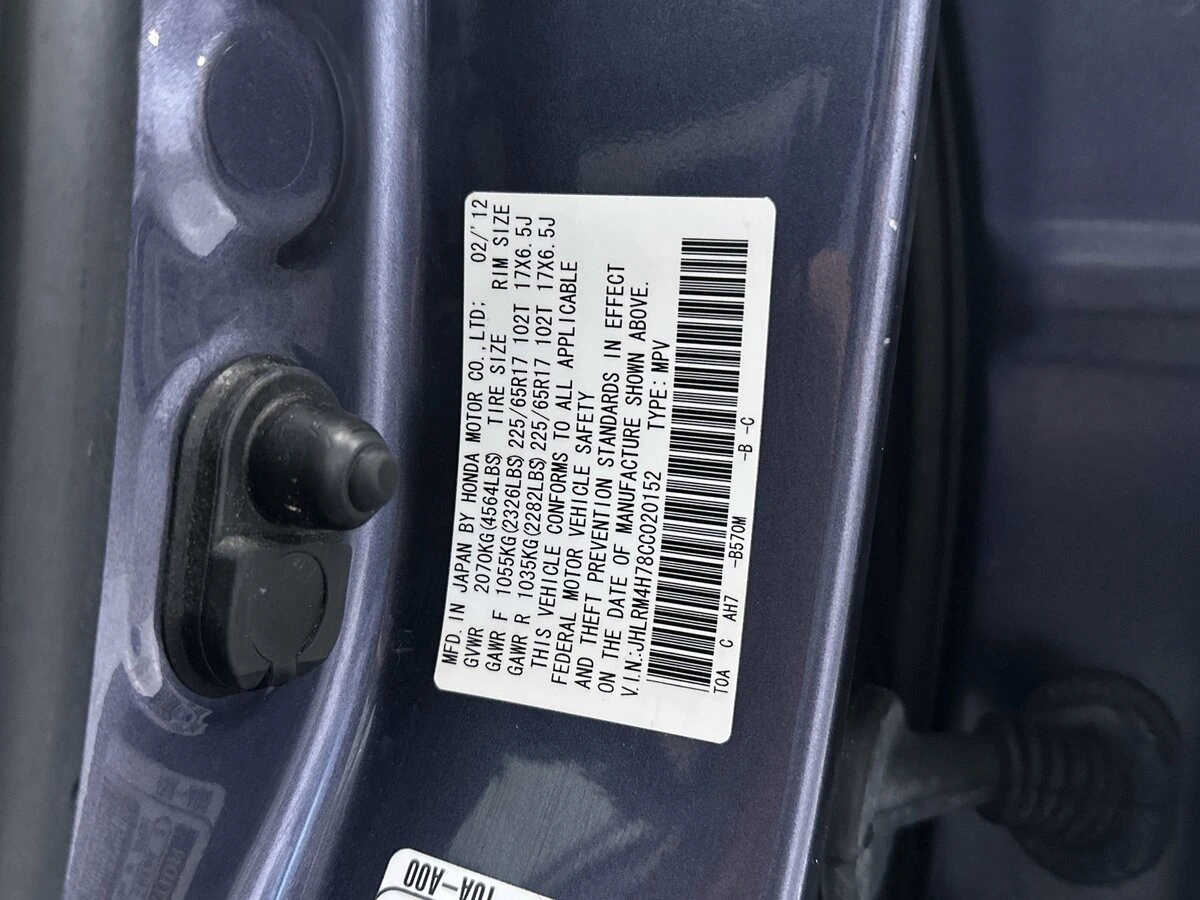 MFD. IN JAPAN BY HONDA MOTOR CO.,LTD; 02/'12
GVWR 2070KG(4564LBS) TIRE SIZE RIM SIZE
GAWR F 1055KG(2326LBS) 225/65R17 102T 17X6.5J
GAWR R 1035KG(2282LBS) 225/65R17 102T 17X6.5J
THIS VEHICLE CONFORMS TO ALL APPLICABLE
FEDERAL MOTOR VEHICLE SAFETY
AND THEFT PREVENTION STANDARDS IN EFFECT
ON THE DATE OF MANUFACTURE SHOWN ABOVE.
V.I.N:JHLRM4H78CC020152 TYPE:MPV
TOA C AH7 -B570M -B -C
T0A-A00